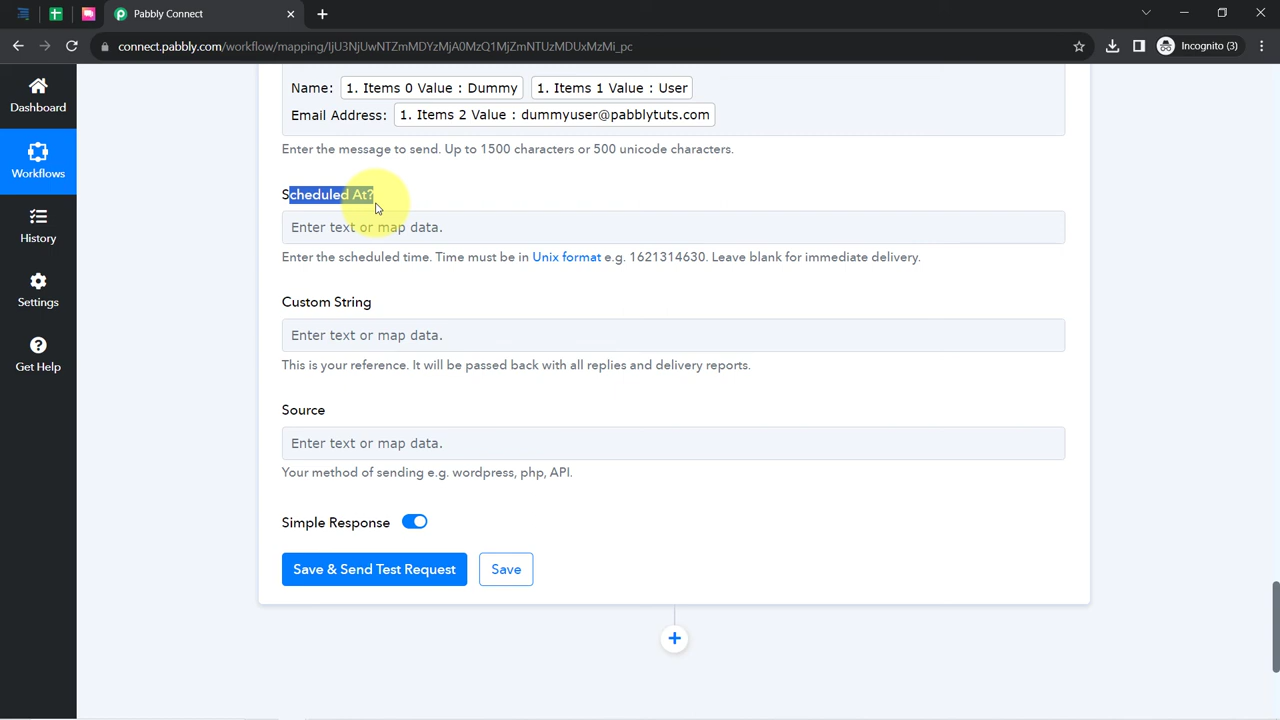 Pabbly Connect
connect.pabbly.com/workflow/mapping/IjU3NjUwNTZmMDYzMjA0MzQ1MjZmNTUzMDUxMzMi_pc
Incognito (3)
Dashboard
Workflows
History
Settings
Get Help
Name: 1. Items 0 Value : Dummy 1. Items 1 Value : User
Email Address: 1. Items 2 Value : dummyuser@pabblytuts.com
Enter the message to send. Up to 1500 characters or 500 unicode characters.
Scheduled At?
Enter text or map data.
Enter the scheduled time. Time must be in Unix format e.g. 1621314630. Leave blank for immediate delivery.
Custom String
Enter text or map data.
This is your reference. It will be passed back with all replies and delivery reports.
Source
Enter text or map data.
Your method of sending e.g. wordpress, php, API.
Simple Response
Save & Send Test Request
Save